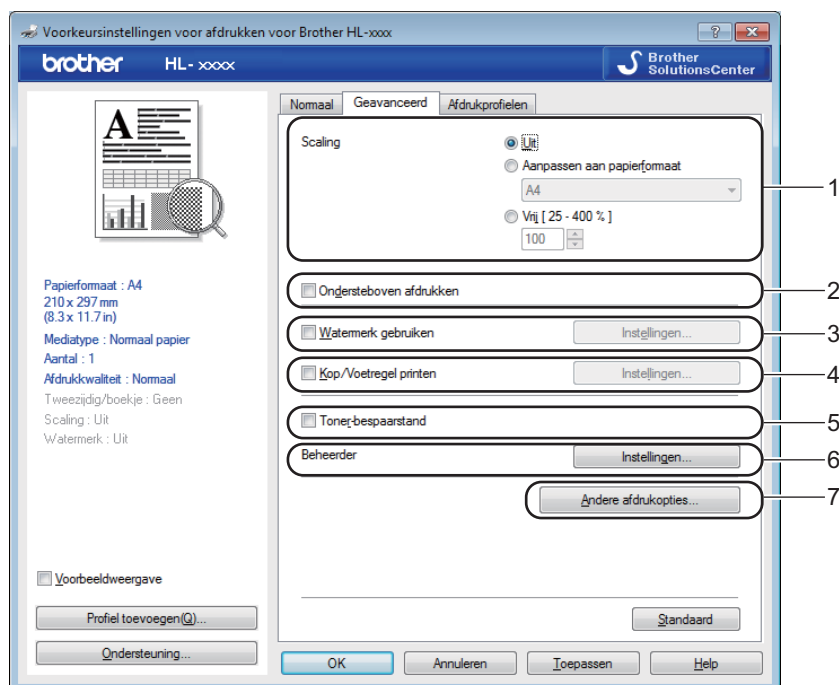 Voorkeursinstellingen voor afdrukken voor Brother HL-xxxx
brother HL- xxxx
Brother
SolutionsCenter
Normaal Geavanceerd Afdrukprofielen
Scaling
Uit
Aanpassen aan papierformaat
A4
Vrij [ 25 - 400 % ]
100
1
Ondersteboven afdrukken
2
Watermerk gebruiken Instellingen...
3
Kop/Voetregel printen Instellingen...
4
Toner-bespaarstand
5
Beheerder Instellingen...
6
Andere afdrukopties...
7
A
Papierformaat : A4
210 x 297 mm
(8.3 x 11.7 in)
Mediatype : Normaal papier
Aantal : 1
Afdrukkwaliteit : Normaal
Tweezijdig/boekje : Geen
Scaling : Uit
Watermerk : Uit
Voorbeeldweergave
Profiel toevoegen(Q)...
Ondersteuning...
Standaard
OK Annuleren Toepassen Help